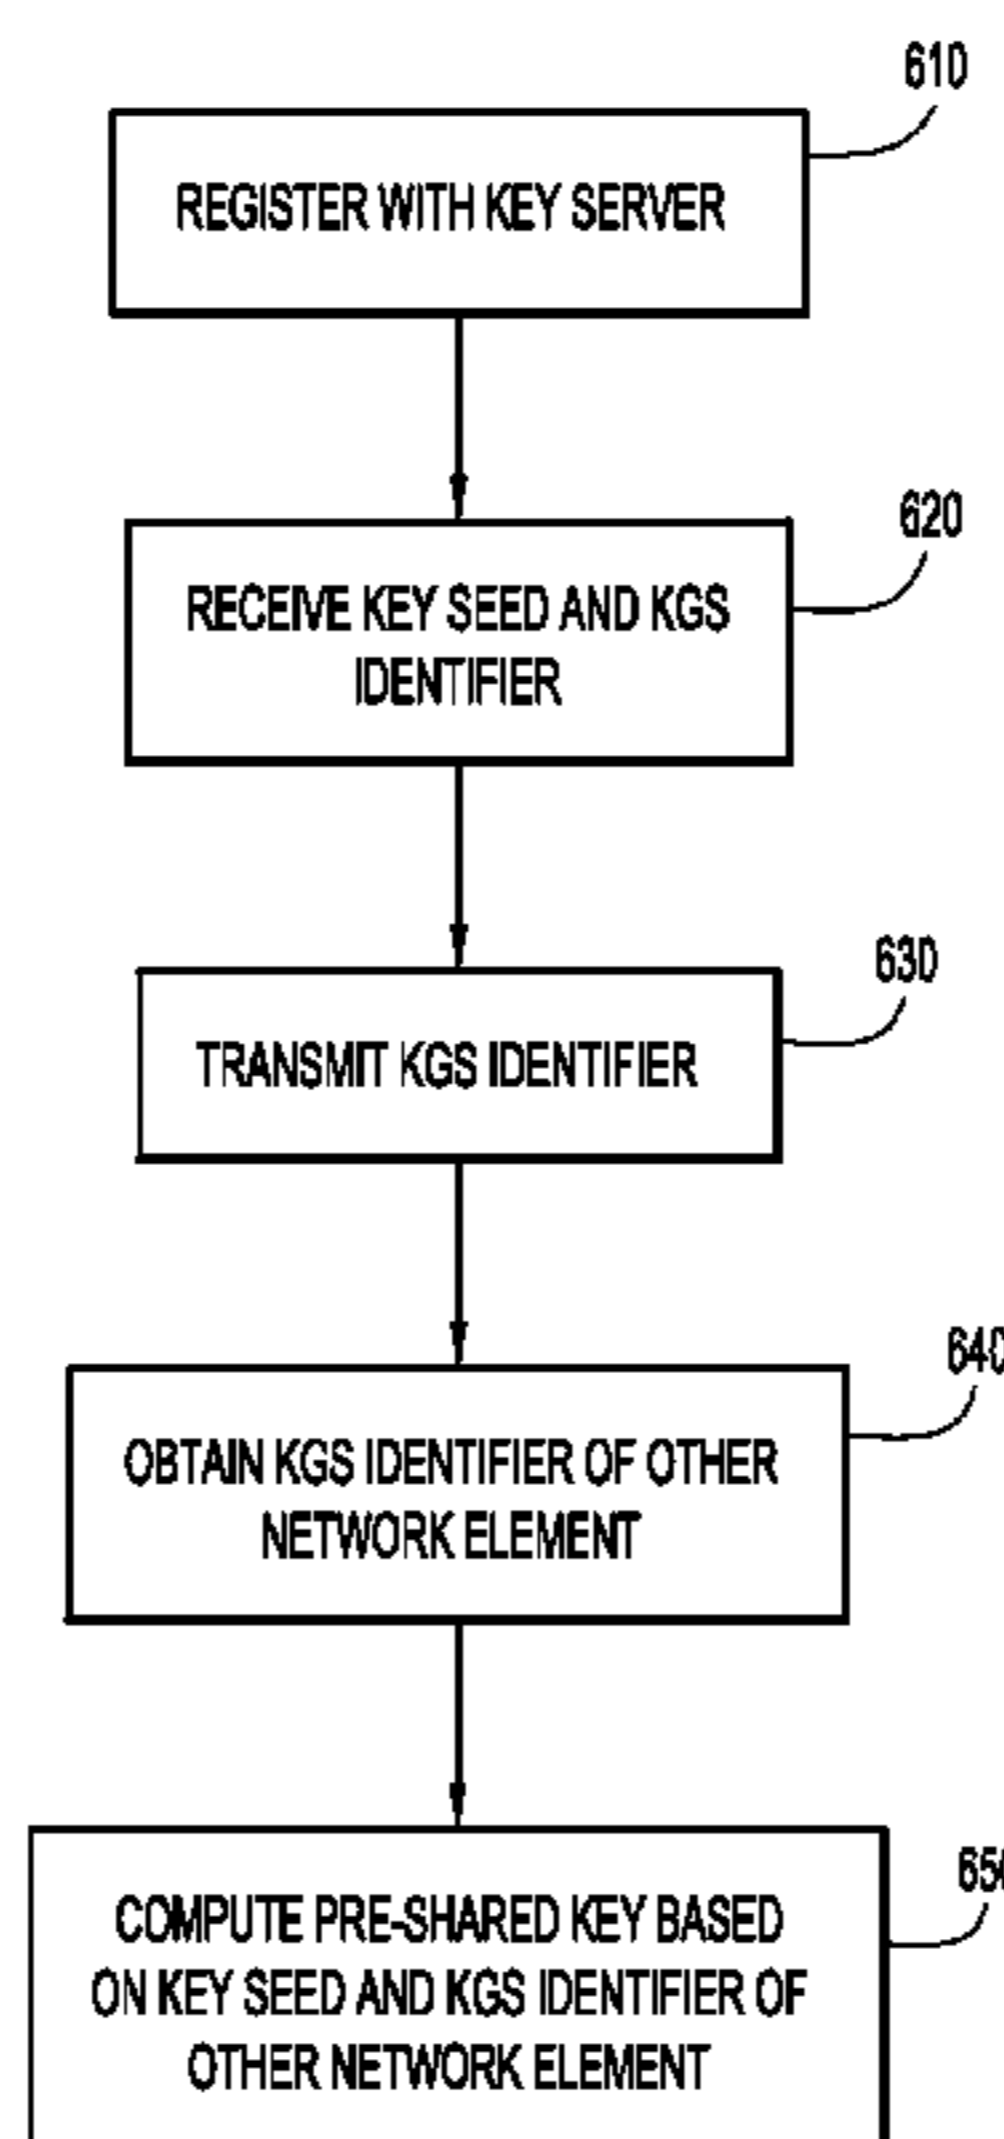 610
REGISTER WITH KEY SERVER
620
RECEIVE KEY SEED AND KGS
IDENTIFIER
630
TRANSMIT KGS IDENTIFIER
640
OBTAIN KGS IDENTIFIER OF OTHER
NETWORK ELEMENT
650
COMPUTE PRE-SHARED KEY BASED
ON KEY SEED AND KGS IDENTIFIER OF
OTHER NETWORK ELEMENT